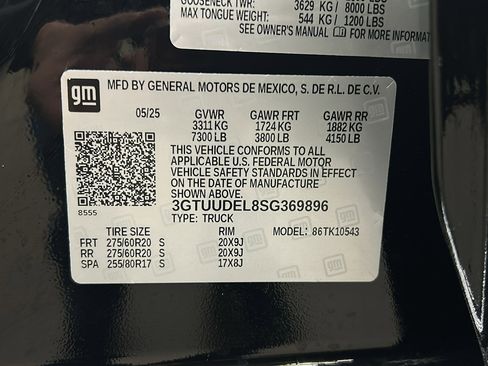 GOOSENECK TWR: 3629 KG / 8000 LBS
MAX TONGUE WEIGHT: 544 KG / 1200 LBS
SEE OWNER'S MANUAL FOR MORE INFORMAT
gm
MFD BY GENERAL MOTORS DE MEXICO, S. DE R.L. DE C.V.
05/25 GVWR GAWR FRT GAWR RR
3311 KG 1724 KG 1882 KG
7300 LB 3800 LB 4150 LB
THIS VEHICLE CONFORMS TO ALL
APPLICABLE U.S. FEDERAL MOTOR
VEHICLE SAFETY STANDARDS IN EFFECT
ON THE DATE OF MANUFACTURE
SHOWN ABOVE.
8555
3GTUUDEL8SG369896
TYPE: TRUCK
TIRE SIZE RIM MODEL: 86TK10543
FRT 275/60R20 S 20X9J
RR 275/60R20 S 20X9J
SPA 255/80R17 S 17X8J